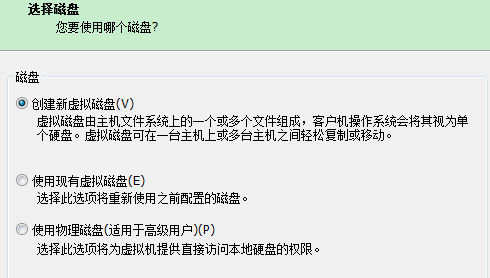 选择磁盘
您要使用哪个磁盘?
磁盘
创建新虚拟磁盘(V)
虚拟磁盘由主机文件系统上的一个或多个文件组成，客户机操作系统会将其视为单
个硬盘。虚拟磁盘可在一台主机上或多台主机之间轻松复制或移动。
使用现有虚拟磁盘(E)
选择此选项将重新使用之前配置的磁盘。
使用物理磁盘(适用于高级用户)(P)
选择此选项将为虚拟机提供直接访问本地硬盘的权限。